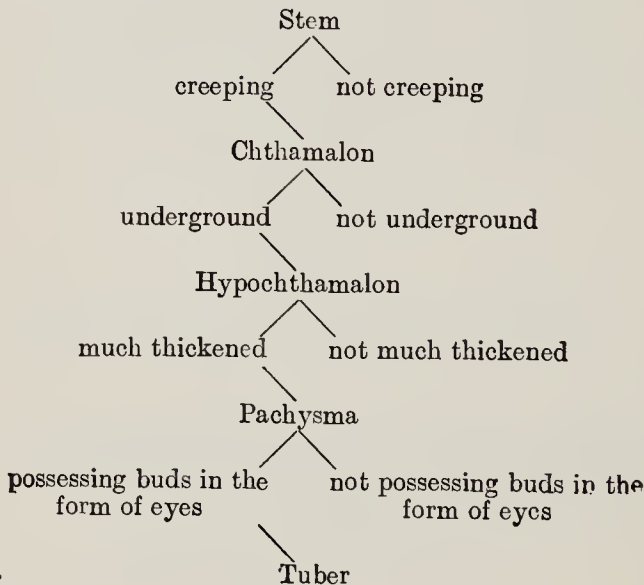 Stem
creeping not creeping
Chthamalon
underground not underground
Hypochthamalon
much thickened not much thickened
Pachysma
possessing buds in the not possessing buds in the
form of eyes form of eyes
Tuber